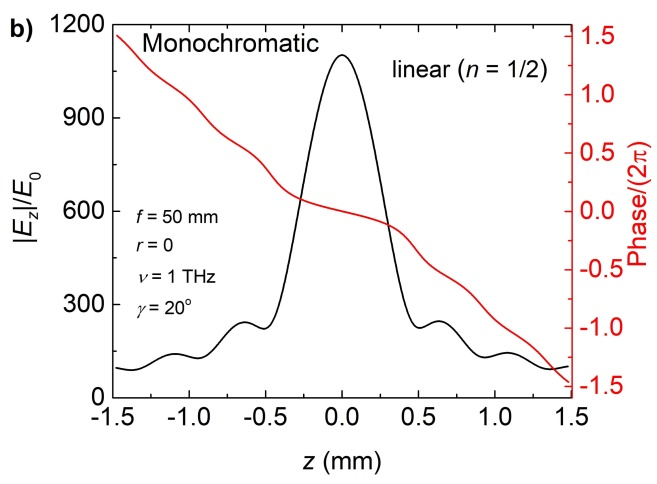 b)
Monochromatic
linear (n = 1/2)
f = 50 mm
r = 0
ν = 1 THz
γ = 20°
|E_z|/E_0
1200
900
600
300
0
-1.5
-1.0
-0.5
0.0
0.5
1.0
1.5
z (mm)
1.5
1.0
0.5
0.0
-0.5
-1.0
-1.5
Phase/(2π)